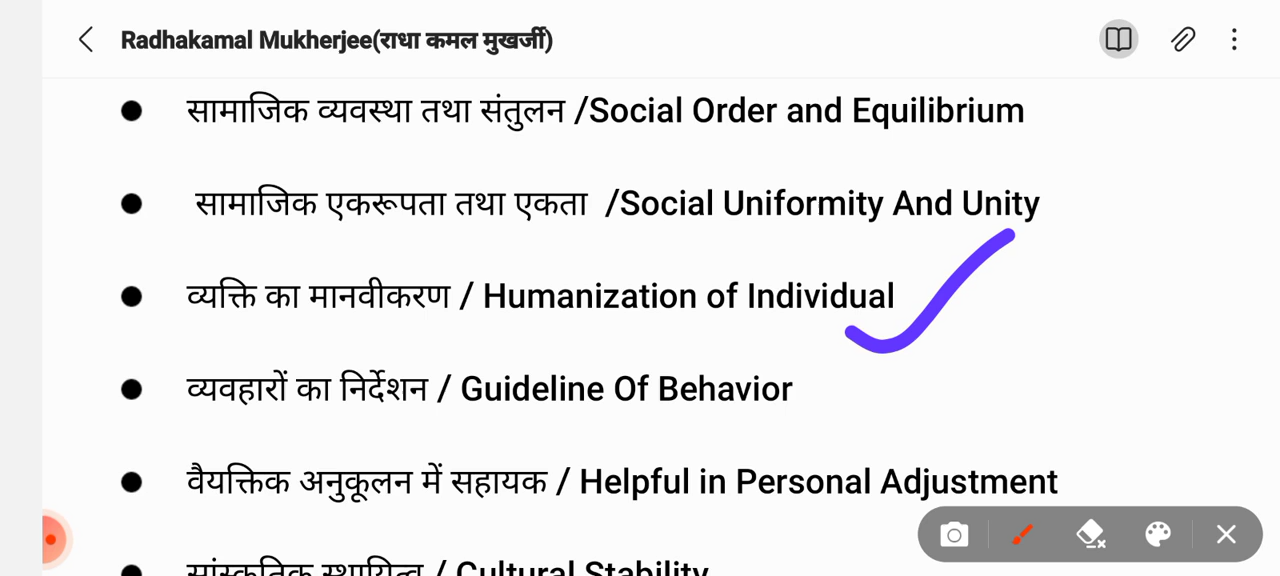 Radhakamal Mukherjee(राधा कमल मुखर्जी)
● सामाजिक व्यवस्था तथा संतुलन /Social Order and Equilibrium
● सामाजिक एकरूपता तथा एकता /Social Uniformity And Unity
● व्यक्ति का मानवीकरण / Humanization of Individual
● व्यवहारों का निर्देशन / Guideline Of Behavior
● वैयक्तिक अनुकूलन में सहायक / Helpful in Personal Adjustment
● सांस्कृतिक स्थायित्व / Cultural Stability